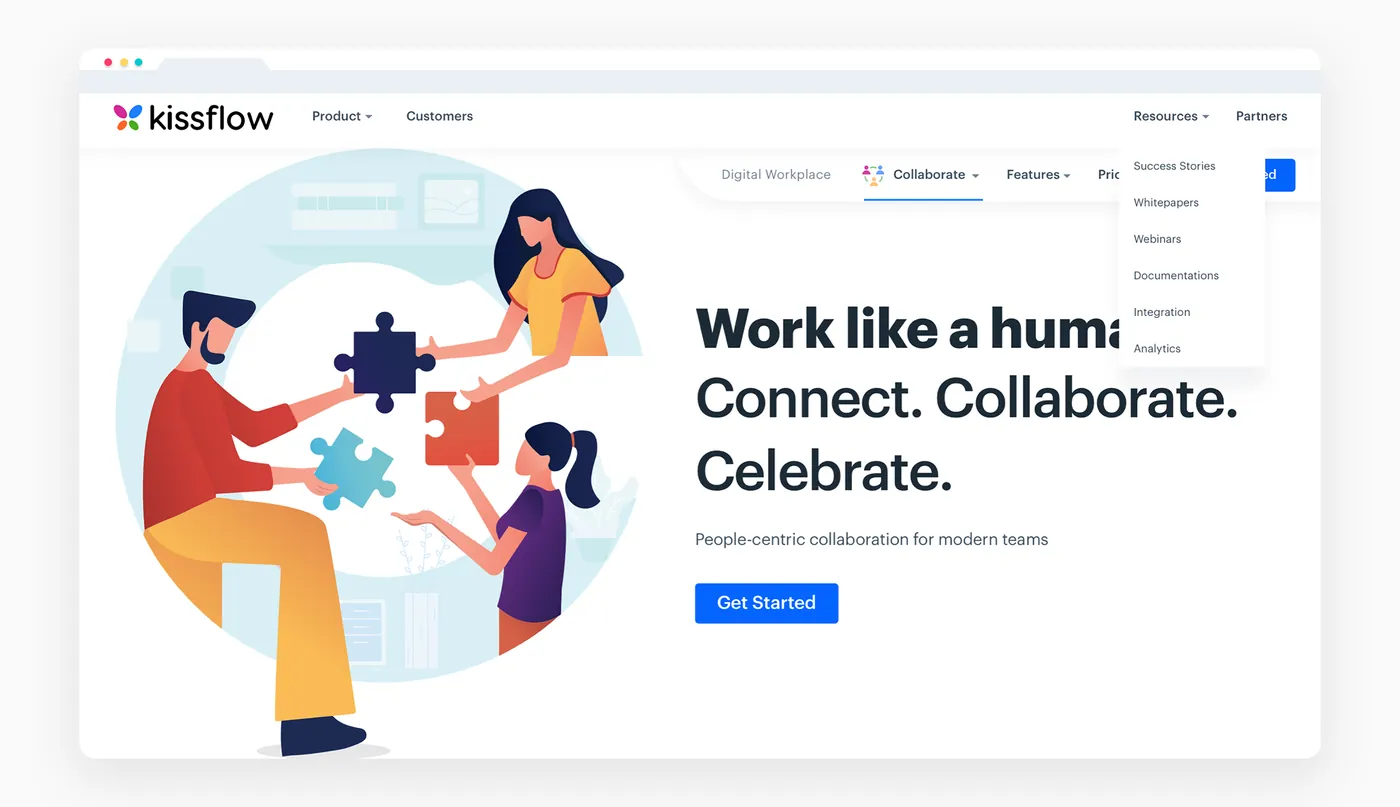 kissflow
Product
Customers
Resources
Partners
Digital Workplace
Collaborate
Features
Success Stories
Whitepapers
Webinars
Documentations
Integration
Analytics
Work like a
Connect. Collaborate.
Celebrate.
People-centric collaboration for modern teams
Get Started